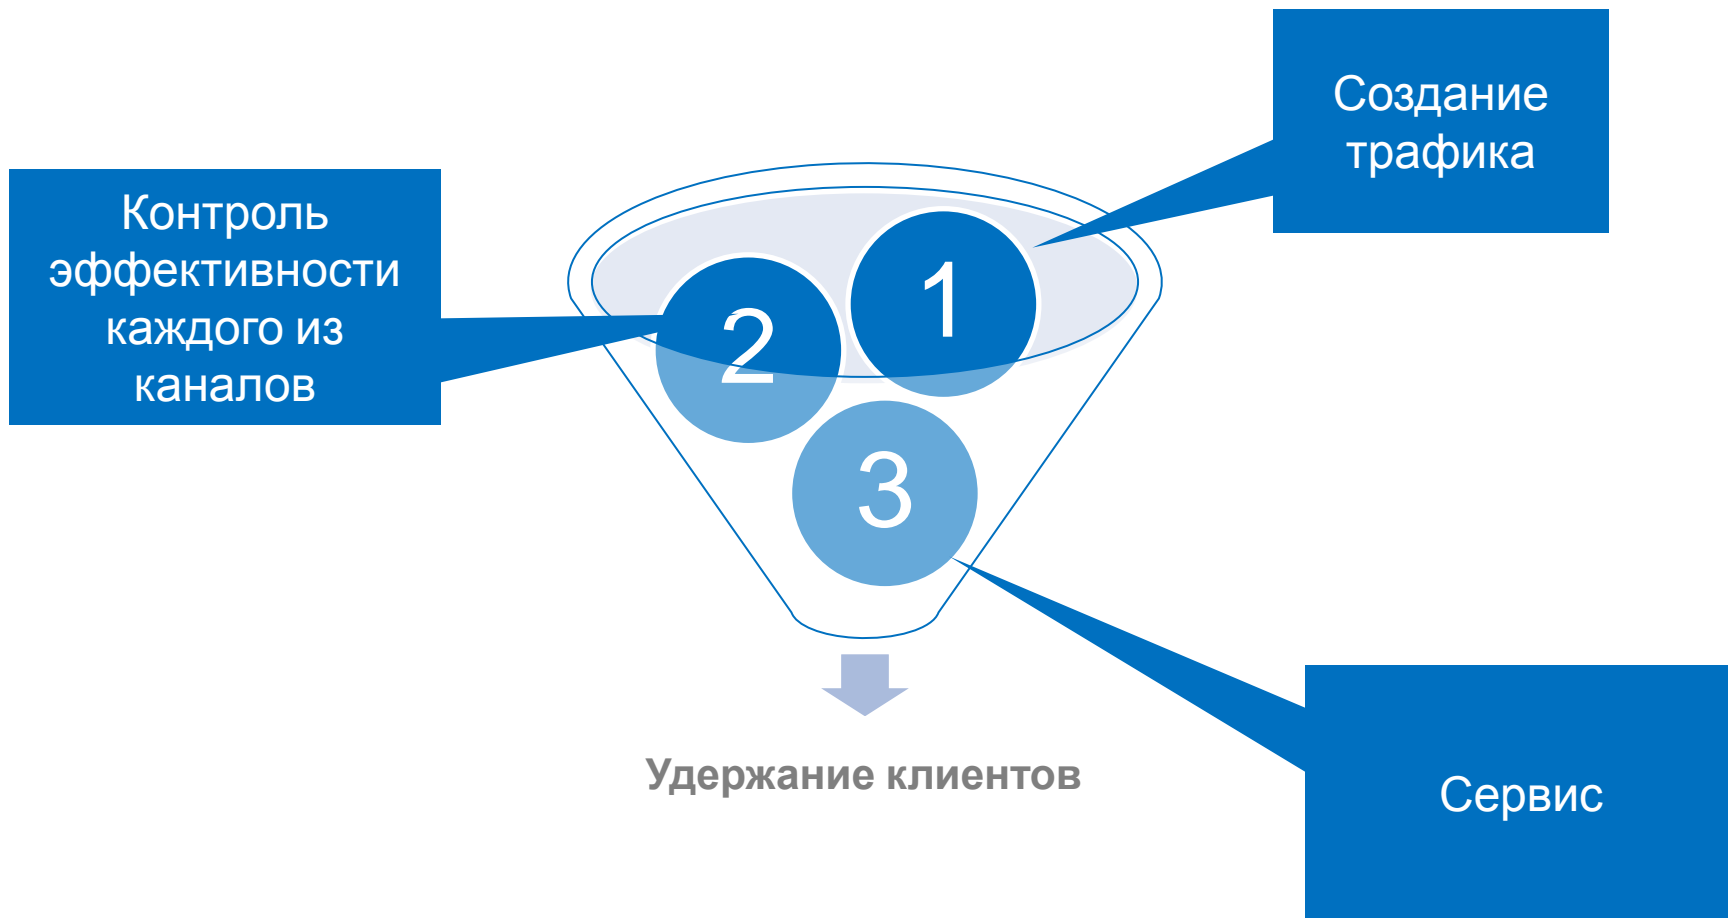 Создание
трафика
Контроль
эффективности
каждого из
каналов
1
2
3
Удержание клиентов
Сервис